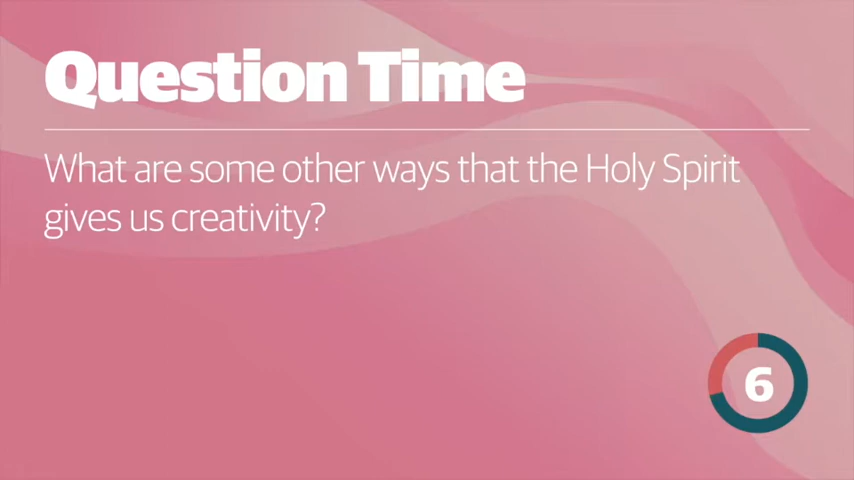 Question Time
What are some other ways that the Holy Spirit
gives us creativity?
6